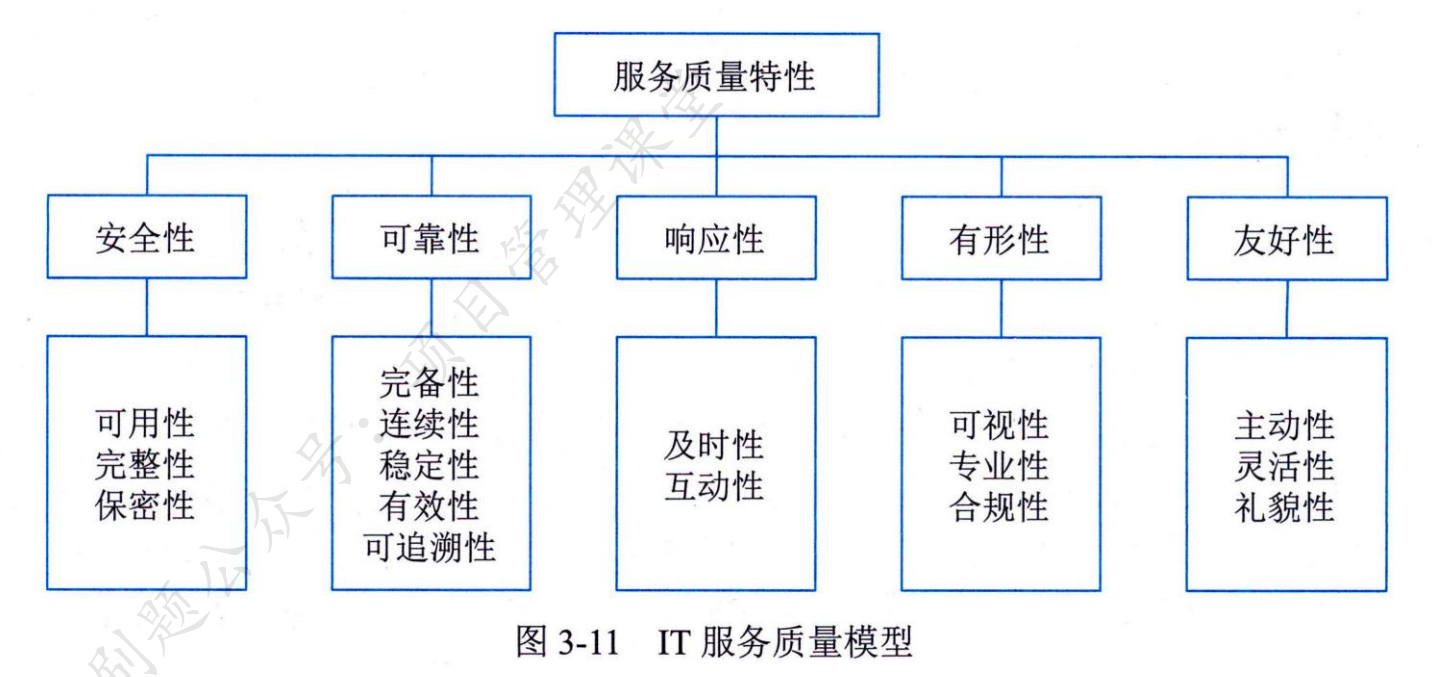 服务质量特性
安全性
可靠性
响应性
有形性
友好性
可用性
完整性
保密性
完备性
连续性
稳定性
有效性
可追溯性
及时性
互动性
可视性
专业性
合规性
主动性
灵活性
礼貌性
图 3-11 IT 服务质量模型
刷题公众号：项目管理课堂